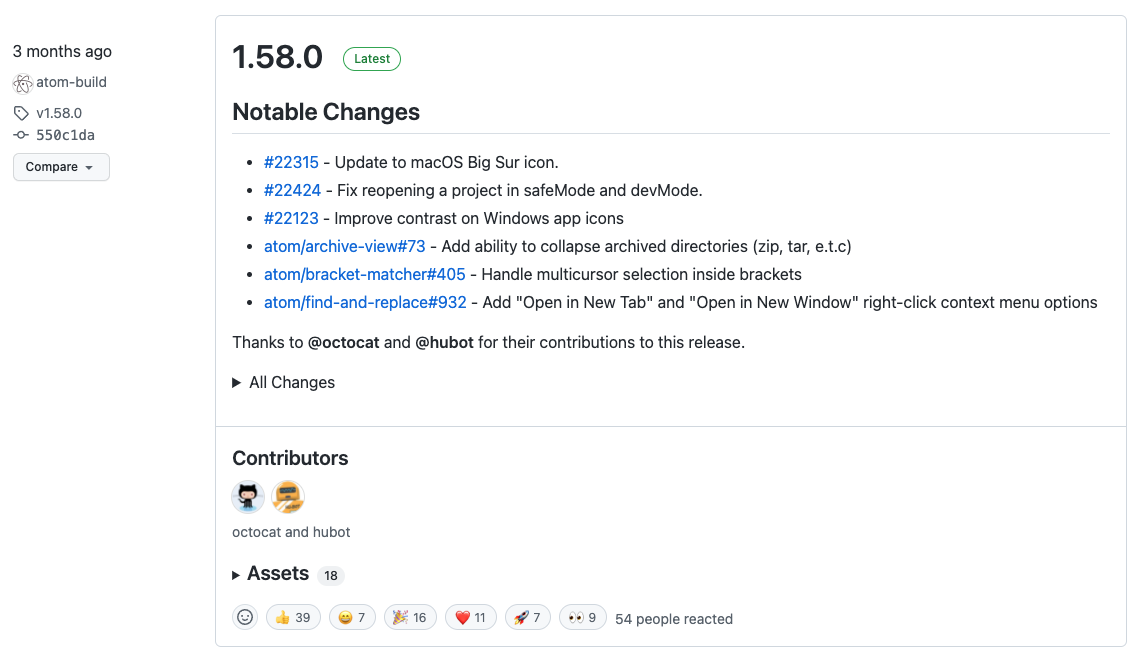 3 months ago
atom-build
v1.58.0
550c1da
Compare
1.58.0 Latest
Notable Changes
#22315 - Update to macOS Big Sur icon.
#22424 - Fix reopening a project in safeMode and devMode.
#22123 - Improve contrast on Windows app icons
atom/archive-view#73 - Add ability to collapse archived directories (zip, tar, e.t.c)
atom/bracket-matcher#405 - Handle multicursor selection inside brackets
atom/find-and-replace#932 - Add "Open in New Tab" and "Open in New Window" right-click context menu options
Thanks to @octocat and @hubot for their contributions to this release.
All Changes
Contributors
octocat and hubot
Assets 18
👍 39 😄 7 🎉 16 ❤️ 11 🚀 7 👀 9 54 people reacted